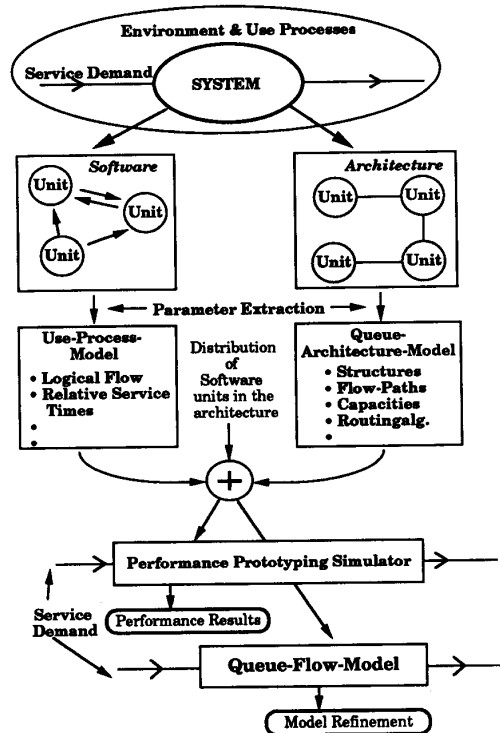 Environment & Use Processes
Service Demand
SYSTEM
Software
Unit
Unit
Unit
Architecture
Unit
Unit
Unit
Unit
Parameter Extraction
Use-Process-
Model
• Logical Flow
• Relative Service
Times
•
•
Distribution
of
Software
units in the
architecture
Queue-
Architecture-Model
• Structures
• Flow-Paths
• Capacities
• Routingalg.
•
+
Performance Prototyping Simulator
Service
Demand
Performance Results
Queue-Flow-Model
Model Refinement